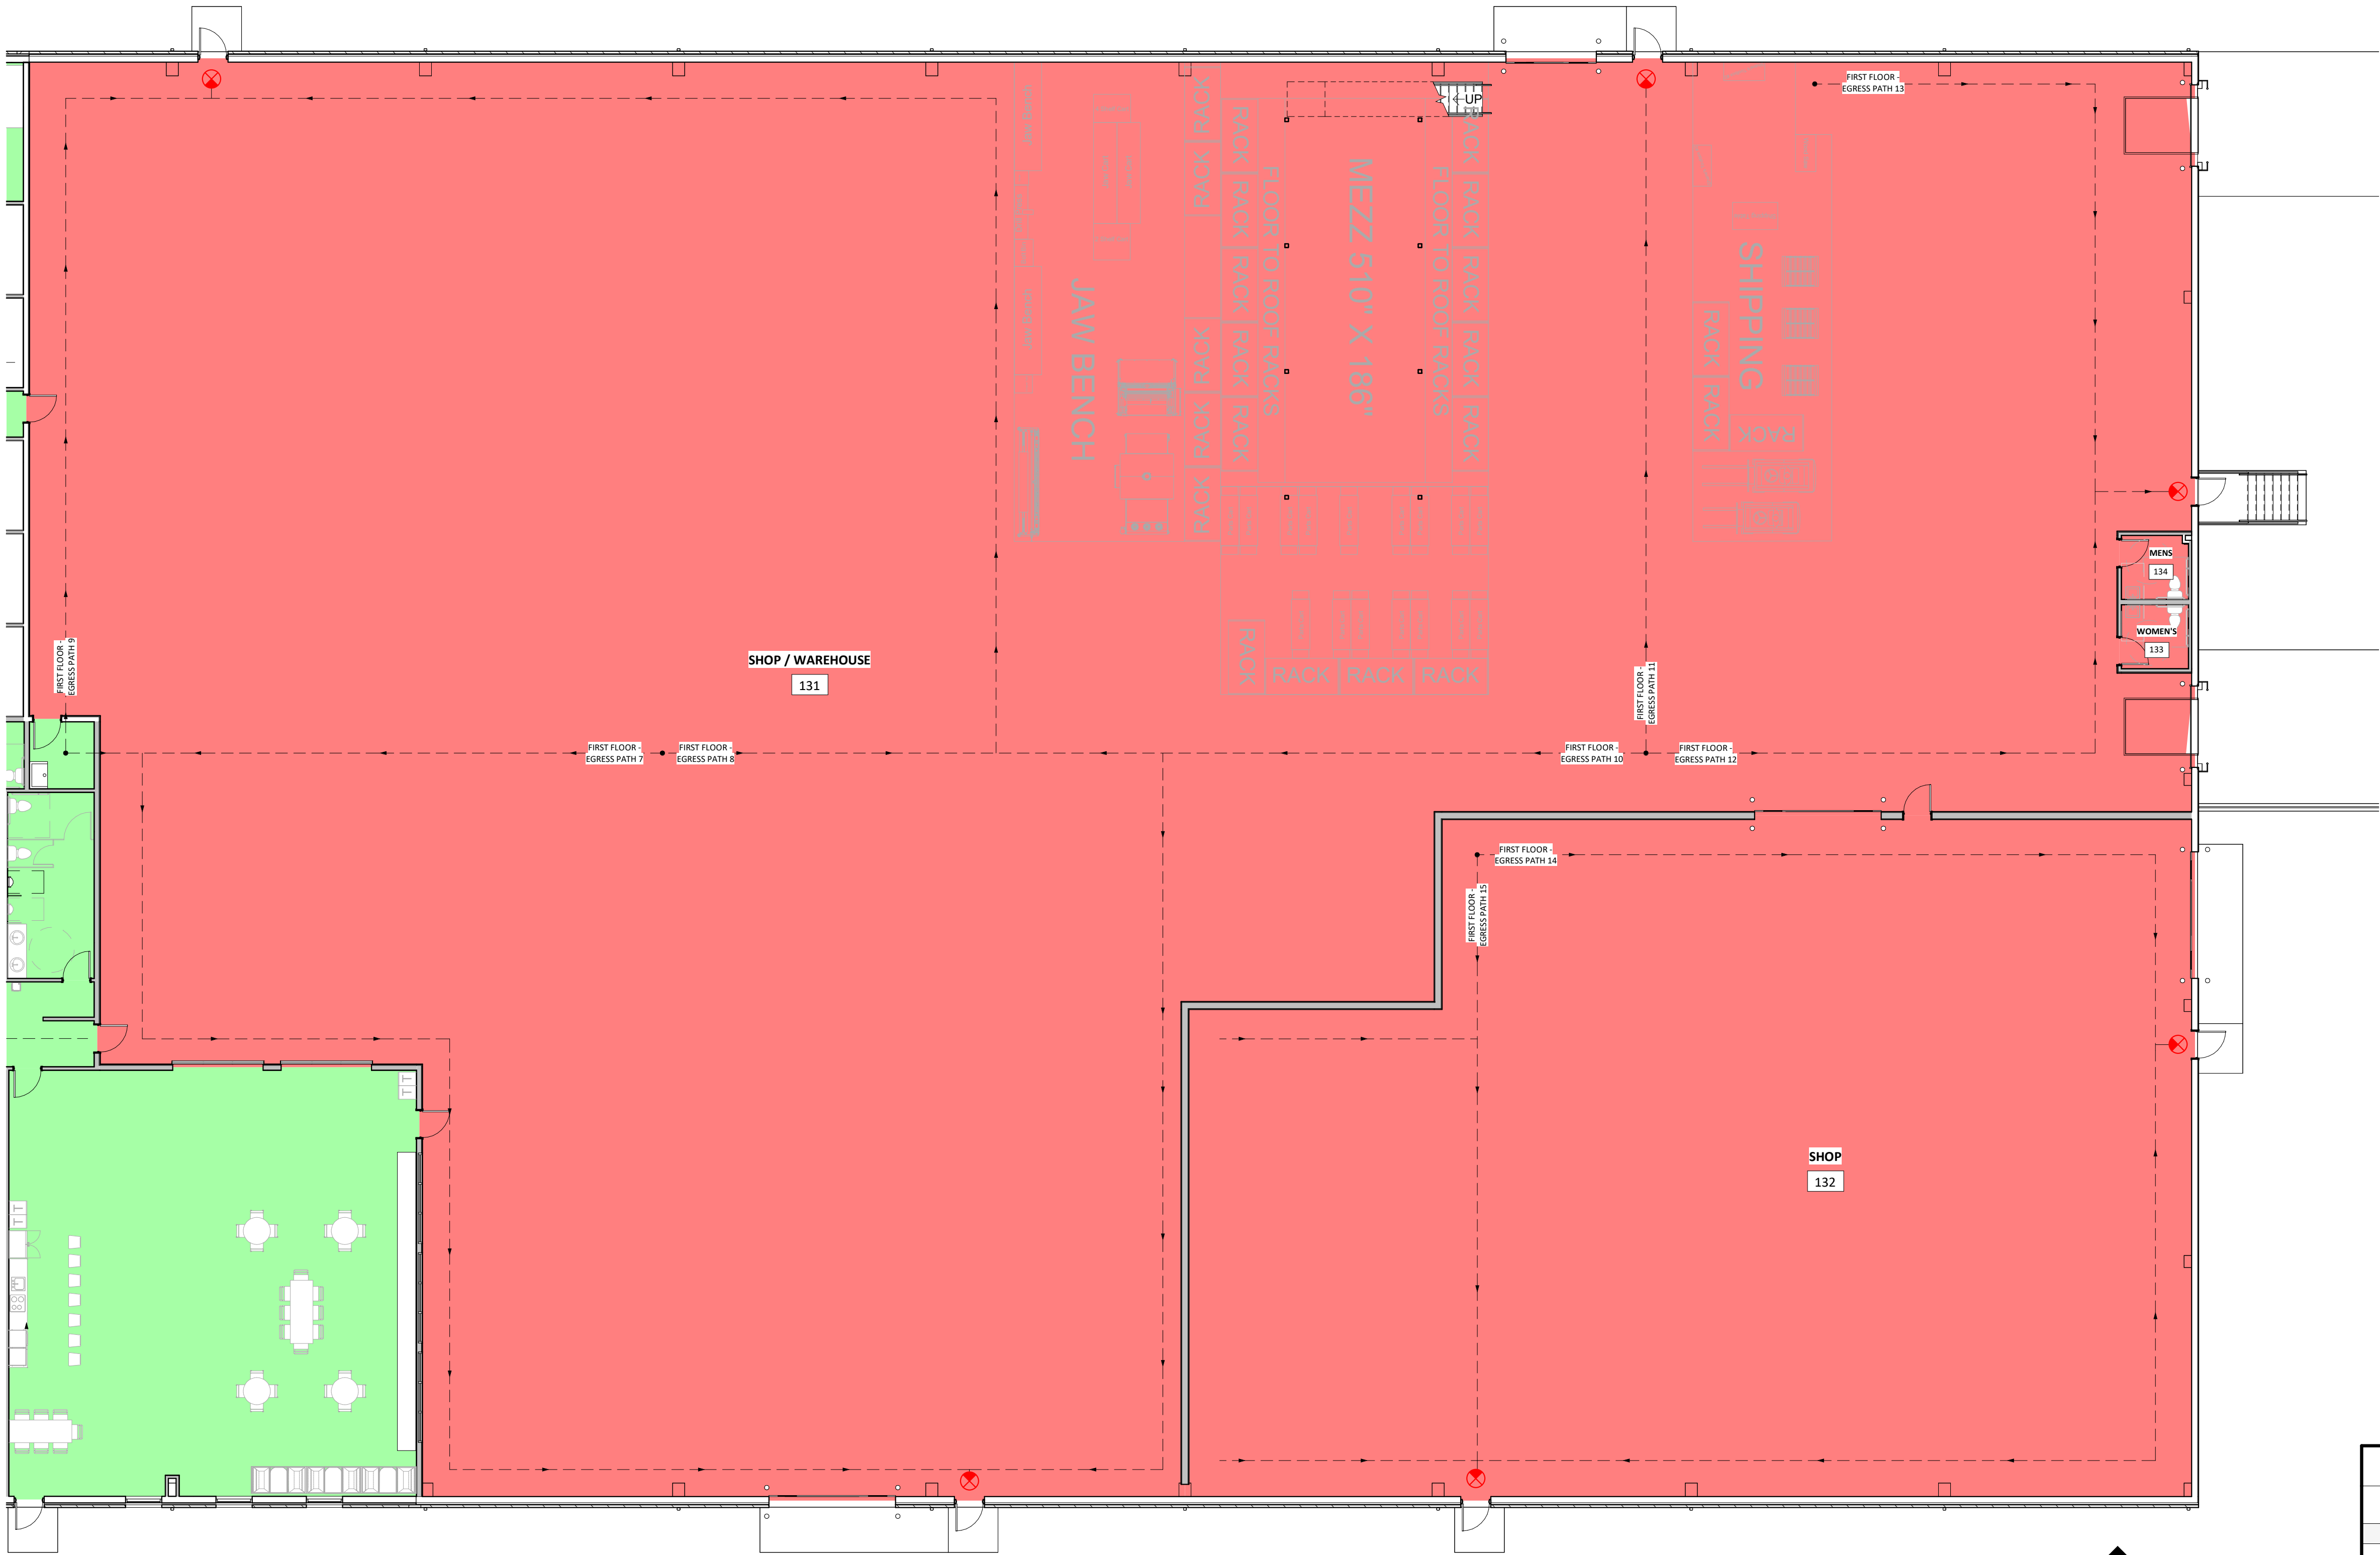 UP
FIRST FLOOR -
EGRESS PATH 13
RACK
RACK
RACK
RACK
RACK
RACK
RACK
RACK
RACK
RACK
RACK
RACK
FLOOR TO ROOF RACKS
MEZZ 510" X 186"
FLOOR TO ROOF RACKS
RACK
RACK
RACK
RACK
RACK
JAW BENCH
SHIPPING
RACK
RACK
RACK
RACK
RACK
RACK
RACK
MENS
134
WOMEN'S
133
FIRST FLOOR -
EGRESS PATH 9
SHOP / WAREHOUSE
131
FIRST FLOOR -
EGRESS PATH 11
FIRST FLOOR -
EGRESS PATH 7
FIRST FLOOR -
EGRESS PATH 8
FIRST FLOOR -
EGRESS PATH 10
FIRST FLOOR -
EGRESS PATH 12
FIRST FLOOR -
EGRESS PATH 14
FIRST FLOOR -
EGRESS PATH 15
SHOP
132
T
T
T
T